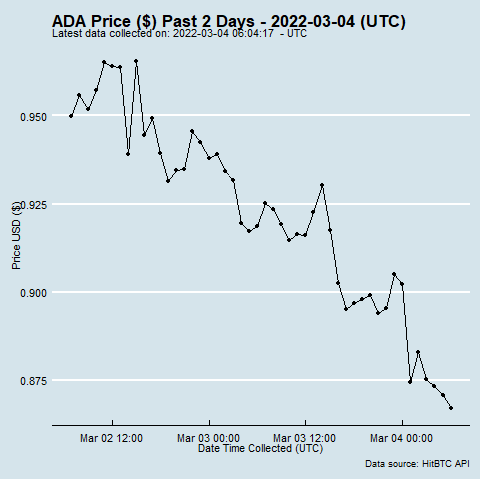 ADA Price ($) Past 2 Days - 2022-03-04 (UTC)
Latest data collected on: 2022-03-04 06:04:17 - UTC
0.950
0.925
0.900
0.875
Price USD ($)
Mar 02 12:00 Mar 03 00:00 Mar 03 12:00 Mar 04 00:00
Date Time Collected (UTC)
Data source: HitBTC API